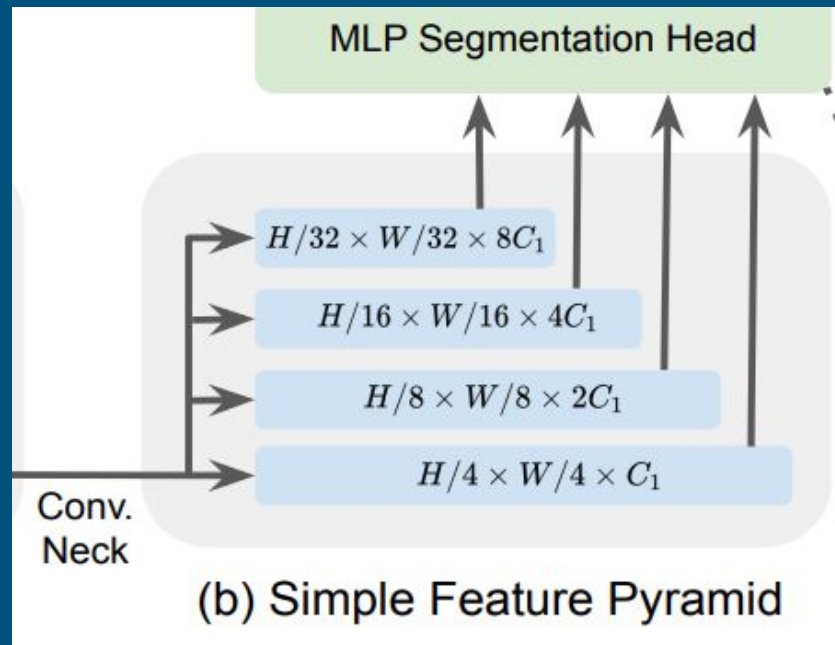 MLP Segmentation Head
H/32 × W/32 × 8C₁
H/16 × W/16 × 4C₁
H/8 × W/8 × 2C₁
H/4 × W/4 × C₁
Conv.
Neck
(b) Simple Feature Pyramid